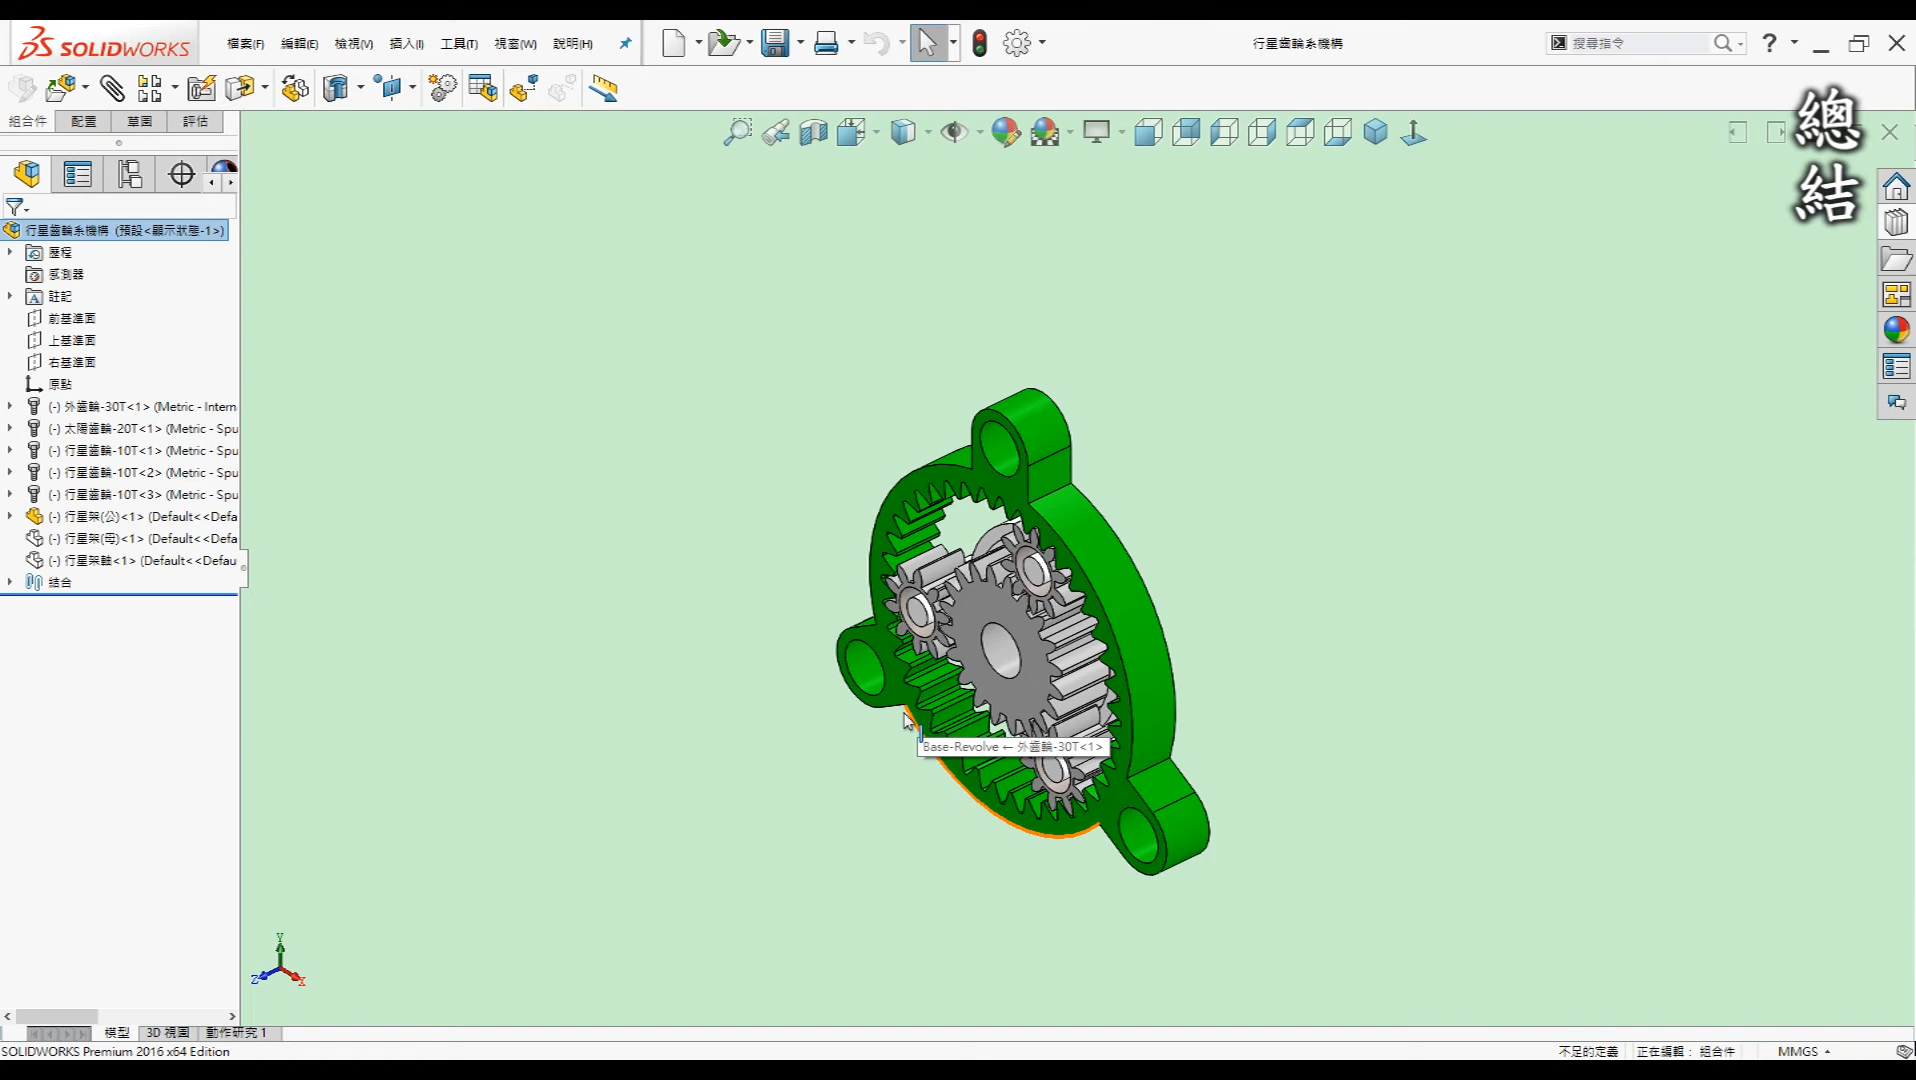 SOLIDWORKS
檔案(F) 編輯(E) 檢視(V) 插入(I) 工具(T) 視窗(W) 說明(H)
行星齒輪系機構
搜尋指令
總結
組合件 配置 草圖 評估
行星齒輪系機構 (預設<顯示狀態-1>)
歷程
感測器
註記
前基準面
上基準面
右基準面
原點
(-) 外齒輪-30T<1> (Metric - Intern
(-) 太陽齒輪-20T<1> (Metric - Spu
(-) 行星齒輪-10T<1> (Metric - Spu
(-) 行星齒輪-10T<2> (Metric - Spu
(-) 行星齒輪-10T<3> (Metric - Spu
(-) 行星架(公)<1> (Default<<Defa
(-) 行星架(母)<1> (Default<<Defa
(-) 行星架軸<1> (Default<<Defau
結合
Base-Revolve ← 外齒輪-30T<1>
Y
Z
X
模型 3D 視圖 動作研究 1
SOLIDWORKS Premium 2016 x64 Edition
不足的定義 正在編輯： 組合件 MMGS